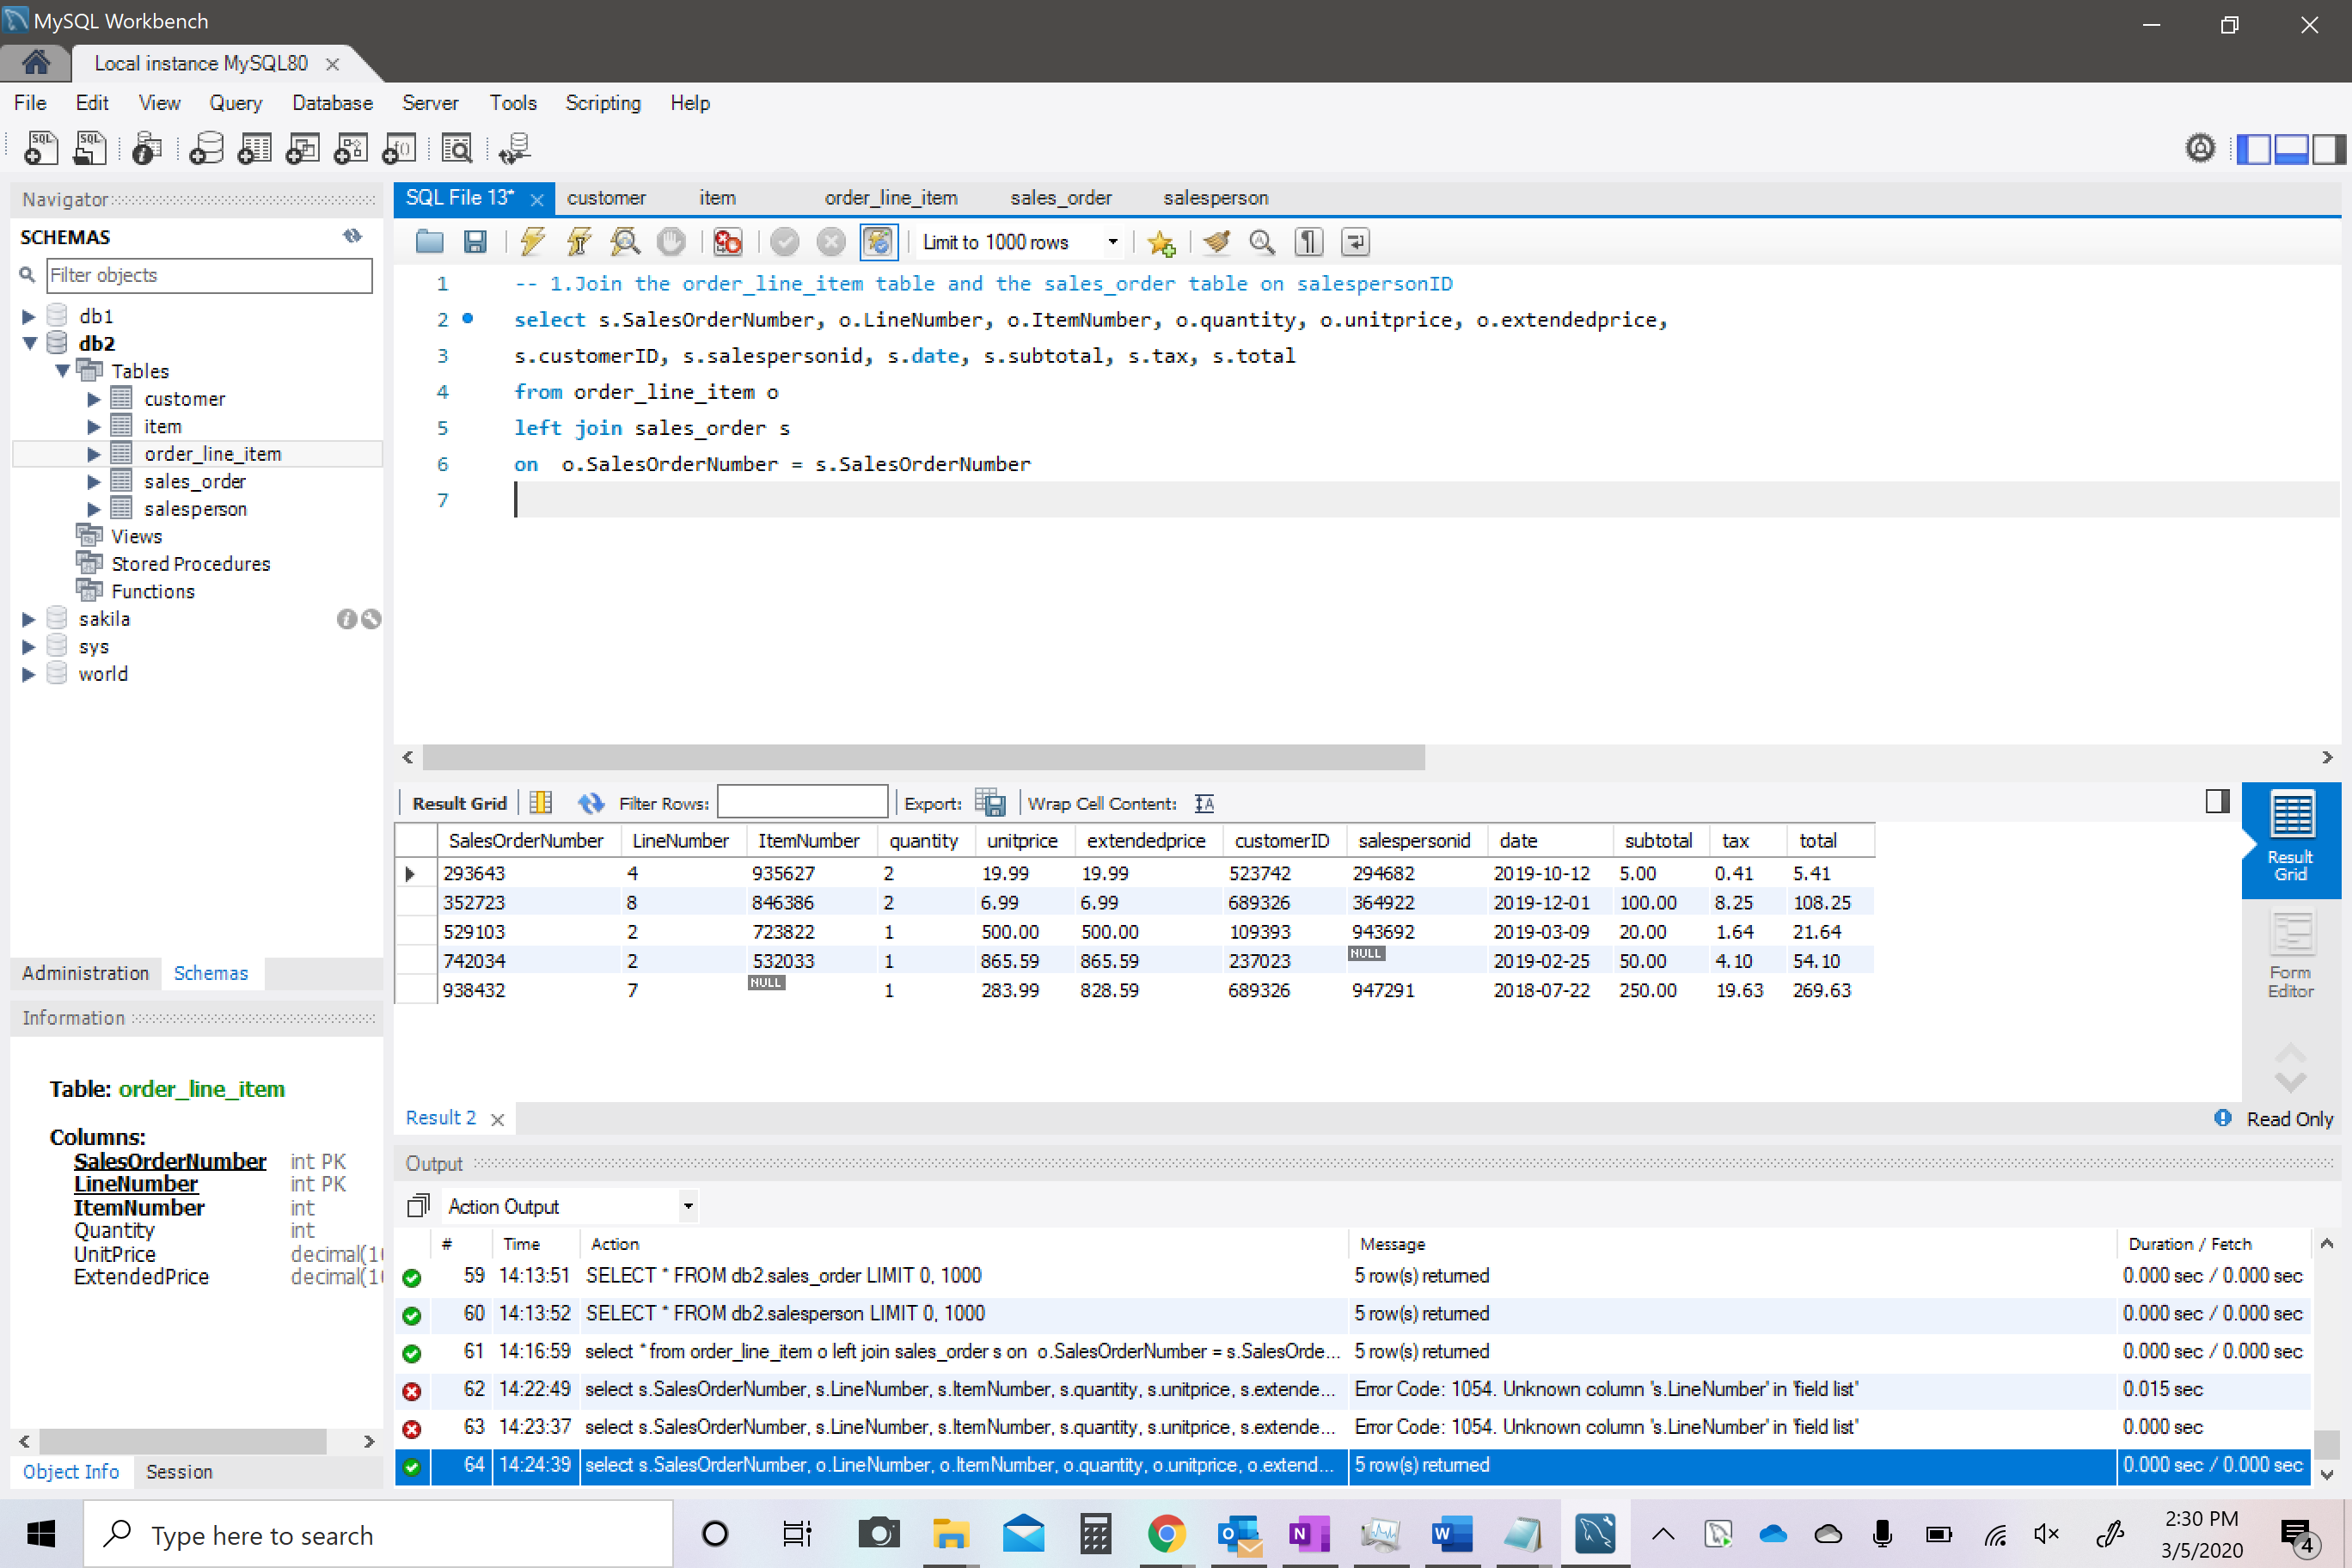 MySQL Workbench
Local instance MySQL80
File Edit View Query Database Server Tools Scripting Help
Navigator
SCHEMAS
Filter objects
db1
db2
Tables
customer
item
order_line_item
sales_order
salesperson
Views
Stored Procedures
Functions
sakila
sys
world
Administration Schemas
Information
Table: order_line_item
Columns:
SalesOrderNumber int PK
LineNumber int PK
ItemNumber int
Quantity int
UnitPrice decimal(1
ExtendedPrice decimal(1
Object Info Session
SQL File 13* customer item order_line_item sales_order salesperson
Limit to 1000 rows
1 -- 1.Join the order_line_item table and the sales_order table on salespersonID
2 select s.SalesOrderNumber, o.LineNumber, o.ItemNumber, o.quantity, o.unitprice, o.extendedprice,
3 s.customerID, s.salespersonid, s.date, s.subtotal, s.tax, s.total
4 from order_line_item o
5 left join sales_order s
6 on  o.SalesOrderNumber = s.SalesOrderNumber
7
Result Grid Filter Rows: Export: Wrap Cell Content:
SalesOrderNumber LineNumber ItemNumber quantity unitprice extendedprice customerID salespersonid date subtotal tax total
293643 4 935627 2 19.99 19.99 523742 294682 2019-10-12 5.00 0.41 5.41
352723 8 846386 2 6.99 6.99 689326 364922 2019-12-01 100.00 8.25 108.25
529103 2 723822 1 500.00 500.00 109393 943692 2019-03-09 20.00 1.64 21.64
742034 2 532033 1 865.59 865.59 237023 NULL 2019-02-25 50.00 4.10 54.10
938432 7 NULL 1 283.99 828.59 689326 947291 2018-07-22 250.00 19.63 269.63
Result Grid
Form Editor
Result 2 Read Only
Output
Action Output
# Time Action Message Duration / Fetch
59 14:13:51 SELECT * FROM db2.sales_order LIMIT 0, 1000 5 row(s) returned 0.000 sec / 0.000 sec
60 14:13:52 SELECT * FROM db2.salesperson LIMIT 0, 1000 5 row(s) returned 0.000 sec / 0.000 sec
61 14:16:59 select * from order_line_item o left join sales_order s on  o.SalesOrderNumber = s.SalesOrde... 5 row(s) returned 0.000 sec / 0.000 sec
62 14:22:49 select s.SalesOrderNumber, s.LineNumber, s.ItemNumber, s.quantity, s.unitprice, s.extende... Error Code: 1054. Unknown column 's.LineNumber' in 'field list' 0.015 sec
63 14:23:37 select s.SalesOrderNumber, s.LineNumber, s.ItemNumber, s.quantity, s.unitprice, s.extende... Error Code: 1054. Unknown column 's.LineNumber' in 'field list' 0.000 sec
64 14:24:39 select s.SalesOrderNumber, o.LineNumber, o.ItemNumber, o.quantity, o.unitprice, o.extend... 5 row(s) returned 0.000 sec / 0.000 sec
Type here to search
2:30 PM
3/5/2020
4